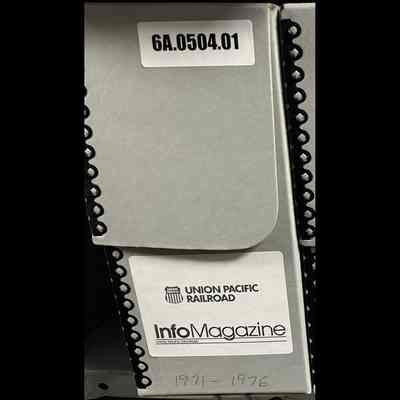 6A.0504.01
UNION PACIFIC
RAILROAD
InfoMagazine
1971-1976